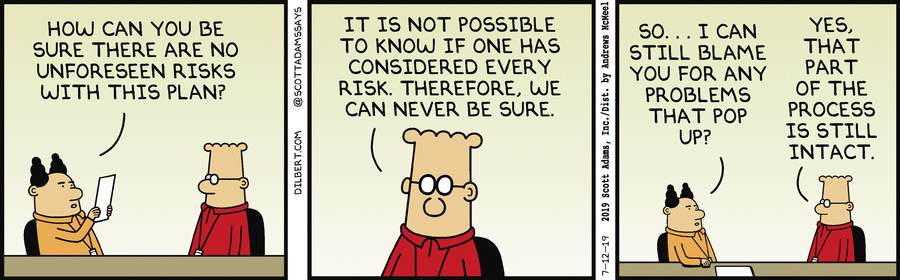 HOW CAN YOU BE
SURE THERE ARE NO
UNFORESEEN RISKS
WITH THIS PLAN?
DILBERT.COM @SCOTTADAMSSAYS
IT IS NOT POSSIBLE
TO KNOW IF ONE HAS
CONSIDERED EVERY
RISK. THEREFORE, WE
CAN NEVER BE SURE.
7-12-19 2019 Scott Adams, Inc./Dist. by Andrews McMeel
SO. . . I CAN
STILL BLAME
YOU FOR ANY
PROBLEMS
THAT POP
UP?
YES,
THAT
PART
OF THE
PROCESS
IS STILL
INTACT.